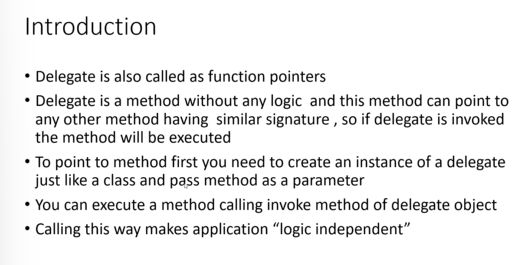 Introduction
• Delegate is also called as function pointers
• Delegate is a method without any logic and this method can point to
any other method having similar signature , so if delegate is invoked
the method will be executed
• To point to method first you need to create an instance of a delegate
just like a class and pass method as a parameter
• You can execute a method calling invoke method of delegate object
• Calling this way makes application “logic independent”